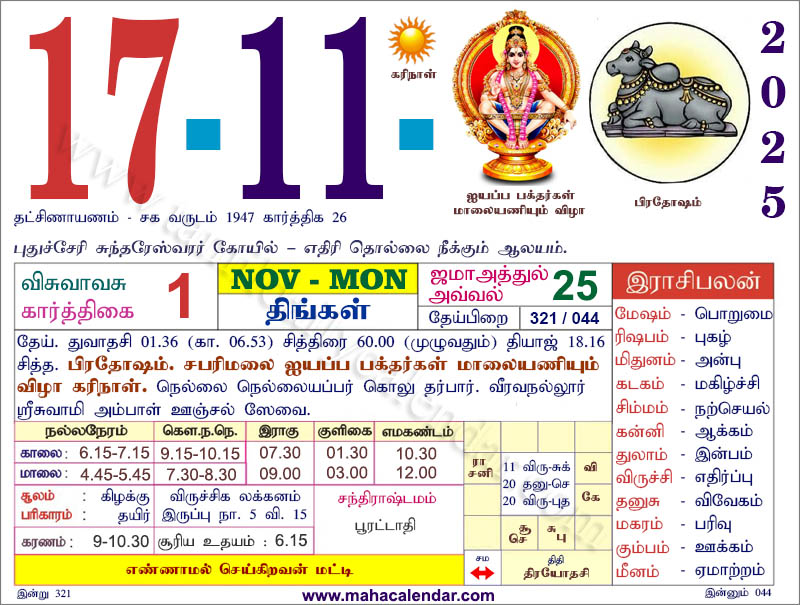 17-11-
2025
கரிநாள்
ஐயப்ப பக்தர்கள்
மாலையணியும் விழா
பிரதோஷம்
தட்சிணாயணம் - சக வருடம் 1947 கார்த்திக 26
புதுச்சேரி சுந்தரேஸ்வரர் கோயில் – எதிரி தொல்லை நீக்கும் ஆலயம்.
விசுவாவசு
கார்த்திகை 1
NOV - MON
திங்கள்
ஜமாஅத்துல்
அவ்வல் 25
தேய்பிறை 321 / 044
தேய். துவாதசி 01.36 (கா. 06.53) சித்திரை 60.00 (முழுவதும்) தியாஜ் 18.16
சித்த. பிரதோஷம். சபரிமலை ஐயப்ப பக்தர்கள் மாலையணியும்
விழா கரிநாள். நெல்லை நெல்லையப்பர் கொலு தர்பார். வீரவநல்லூர்
ஸ்ரீசுவாமி அம்பாள் ஊஞ்சல் ஸேவை.
நல்லநேரம் கௌ.ந.நெ. இராகு குளிகை எமகண்டம்
காலை: 6.15-7.15 9.15-10.15 07.30 01.30 10.30
மாலை: 4.45-5.45 7.30-8.30 09.00 03.00 12.00
சூலம் : கிழக்கு விருச்சிக லக்கனம்
பரிகாரம் : தயிர் இருப்பு நா. 5 வி. 15
சந்திராஷ்டமம்
பூரட்டாதி
கரணம்: 9-10.30 சூரிய உதயம் : 6.15
எண்ணாமல் செய்கிறவன் மட்டி
ரா
சனி
11 விரு-சுக்
20 தனு-செ
20 விரு-புத
வி
கே
சூ
செ
சு
பு
சம
திதி
திரயோதசி
இராசிபலன்
மேஷம் - பொறுமை
ரிஷபம் - புகழ்
மிதுனம் - அன்பு
கடகம் - மகிழ்ச்சி
சிம்மம் - நற்செயல்
கன்னி - ஆக்கம்
துலாம் - இன்பம்
விருச்சி - எதிர்ப்பு
தனுசு - விவேகம்
மகரம் - பரிவு
கும்பம் - ஊக்கம்
மீனம் - ஏமாற்றம்
இன்று 321
www.mahacalendar.com
இன்னும் 044